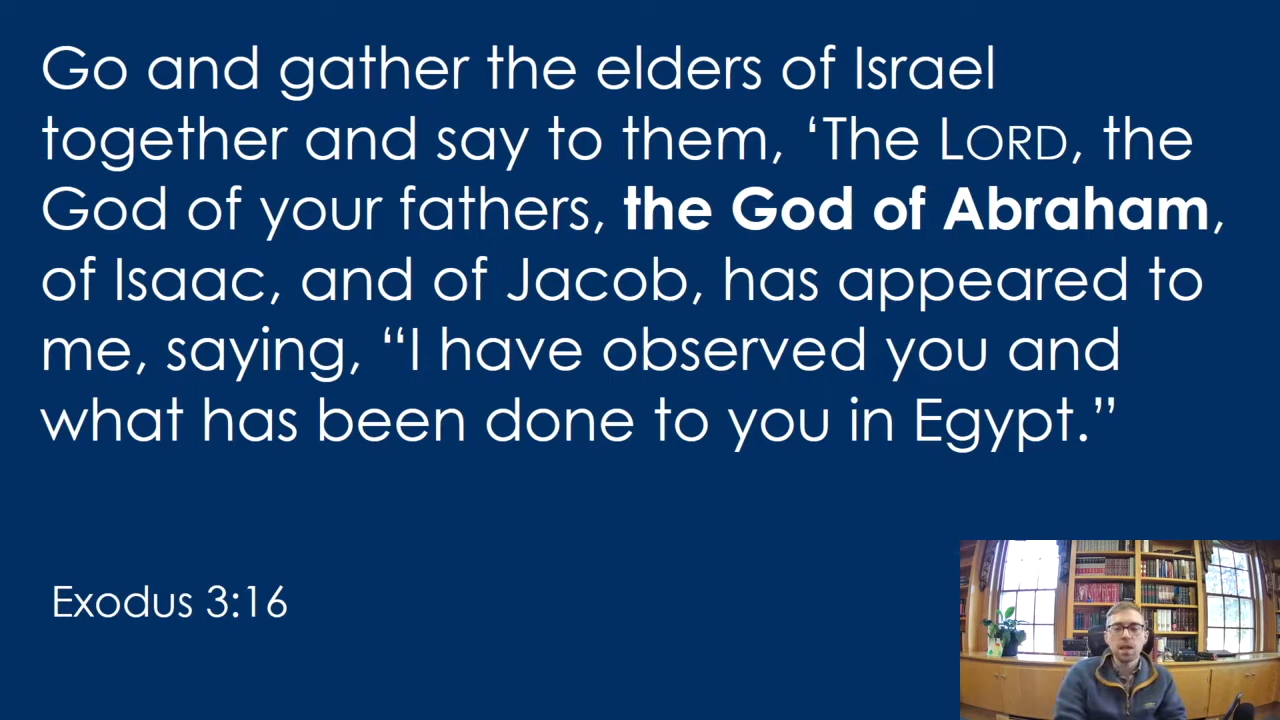 Go and gather the elders of Israel
together and say to them, ‘The LORD, the
God of your fathers, the God of Abraham,
of Isaac, and of Jacob, has appeared to
me, saying, “I have observed you and
what has been done to you in Egypt.”
Exodus 3:16